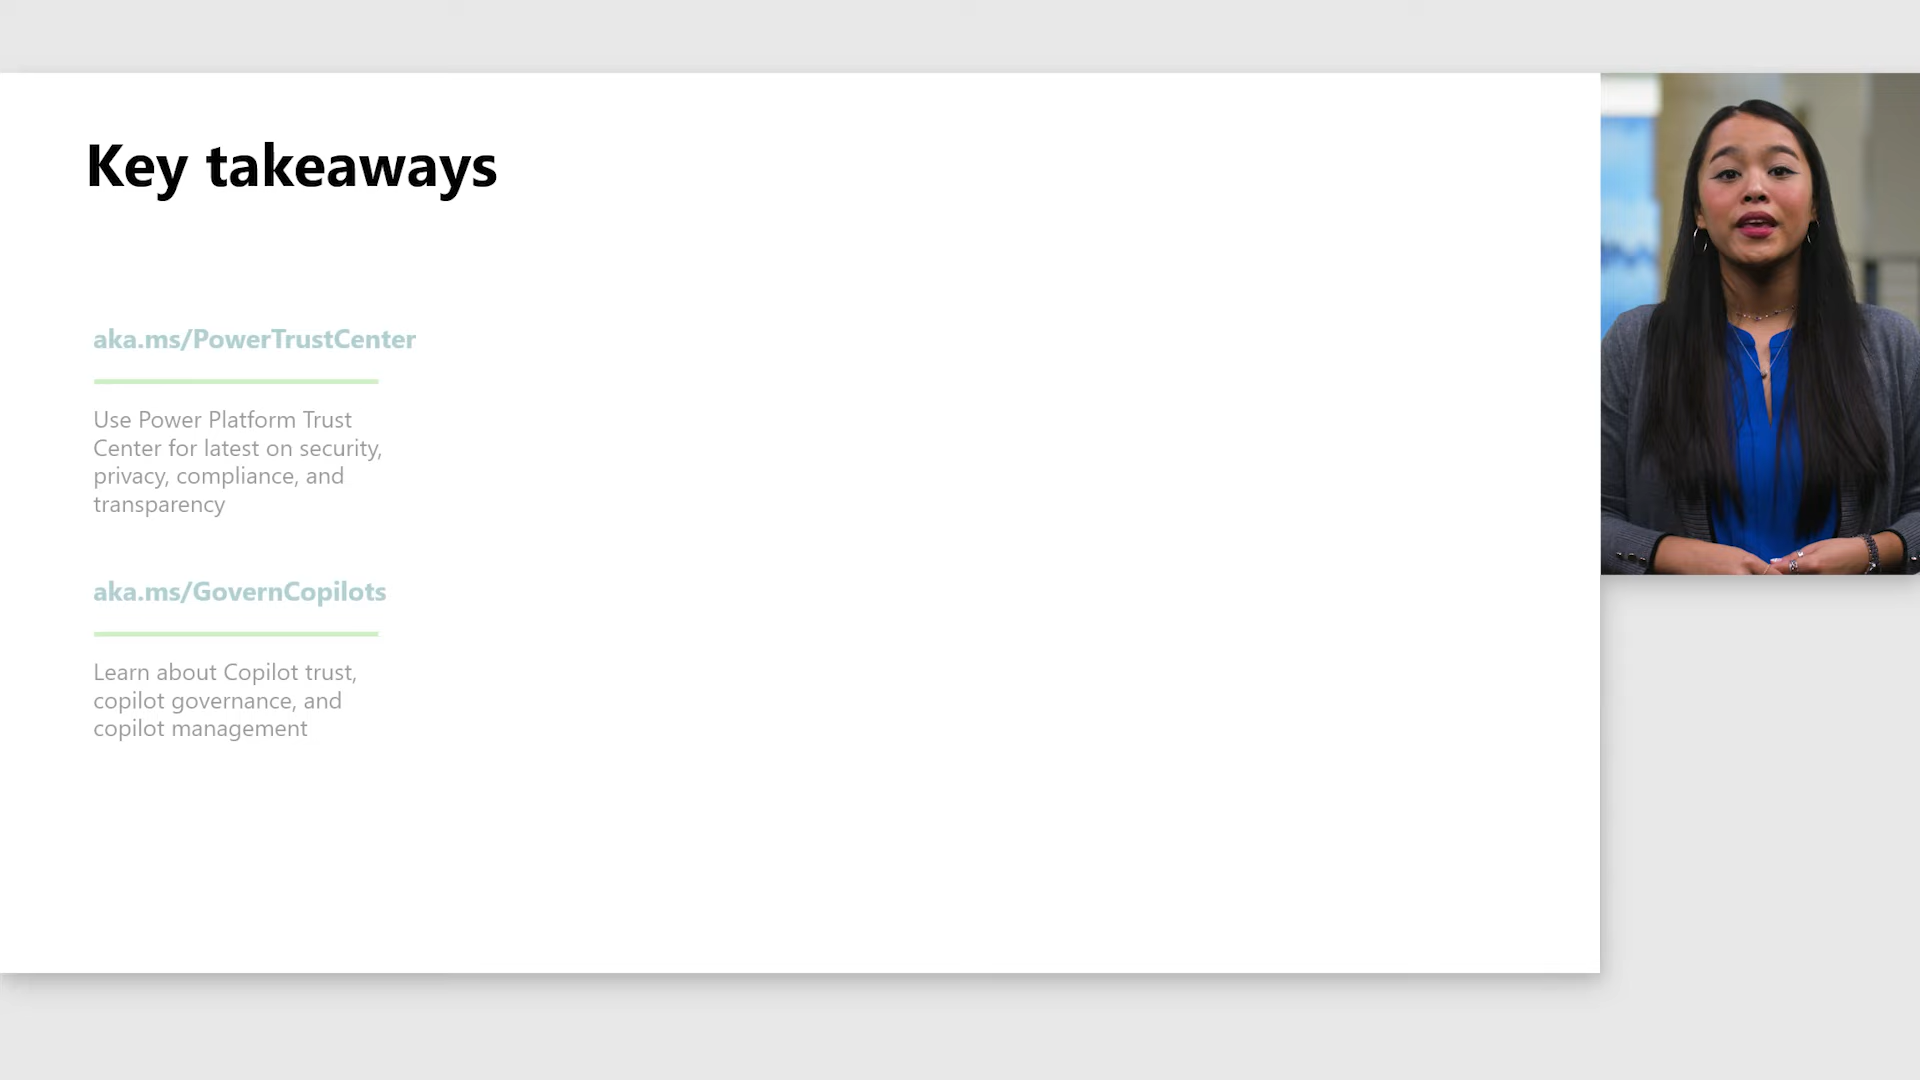 Key takeaways
aka.ms/PowerTrustCenter
Use Power Platform Trust
Center for latest on security,
privacy, compliance, and
transparency
aka.ms/GovernCopilots
Learn about Copilot trust,
copilot governance, and
copilot management